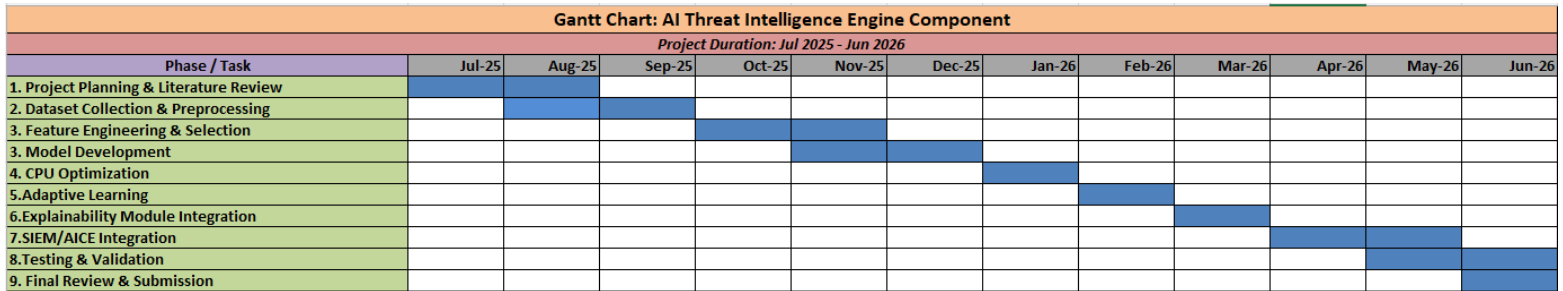 Gantt Chart: AI Threat Intelligence Engine Component
Project Duration: Jul 2025 - Jun 2026
Phase / Task Jul-25 Aug-25 Sep-25 Oct-25 Nov-25 Dec-25 Jan-26 Feb-26 Mar-26 Apr-26 May-26 Jun-26
1. Project Planning & Literature Review
2. Dataset Collection & Preprocessing
3. Feature Engineering & Selection
3. Model Development
4. CPU Optimization
5.Adaptive Learning
6.Explainability Module Integration
7.SIEM/AICE Integration
8.Testing & Validation
9. Final Review & Submission